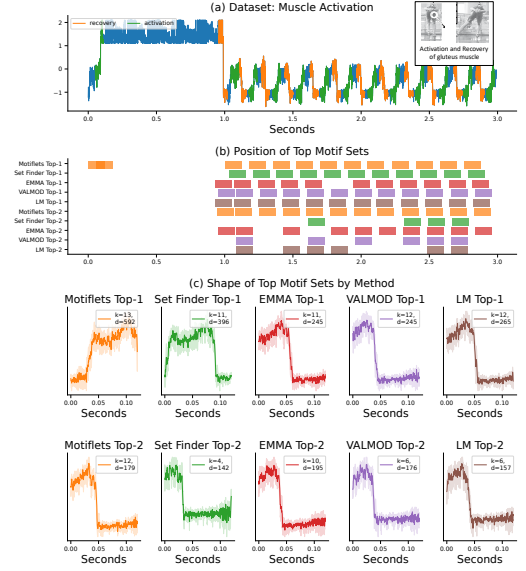 (a) Dataset: Muscle Activation
recovery
activation
2
1
0
−1
0.0
0.5
1.0
1.5
2.0
2.5
3.0
Seconds
Activation and Recovery
of gluteus muscle
(b) Position of Top Motif Sets
Motiflets Top-1
Set Finder Top-1
EMMA Top-1
VALMOD Top-1
LM Top-1
Motiflets Top-2
Set Finder Top-2
EMMA Top-2
VALMOD Top-2
LM Top-2
0.0
0.5
1.0
1.5
2.0
2.5
3.0
(c) Shape of Top Motif Sets by Method
Motiflets Top-1
Set Finder Top-1
EMMA Top-1
VALMOD Top-1
LM Top-1
k=13,
d=592
k=11,
d=396
k=11,
d=245
k=12,
d=245
k=12,
d=265
0.00 0.05 0.10
0.00 0.05 0.10
0.00 0.05 0.10
0.00 0.05 0.10
0.00 0.05 0.10
Seconds
Seconds
Seconds
Seconds
Seconds
Motiflets Top-2
Set Finder Top-2
EMMA Top-2
VALMOD Top-2
LM Top-2
k=12,
d=179
k=4,
d=142
k=10,
d=195
k=6,
d=176
k=6,
d=157
0.00 0.05 0.10
0.00 0.05 0.10
0.00 0.05 0.10
0.00 0.05 0.10
0.00 0.05 0.10
Seconds
Seconds
Seconds
Seconds
Seconds